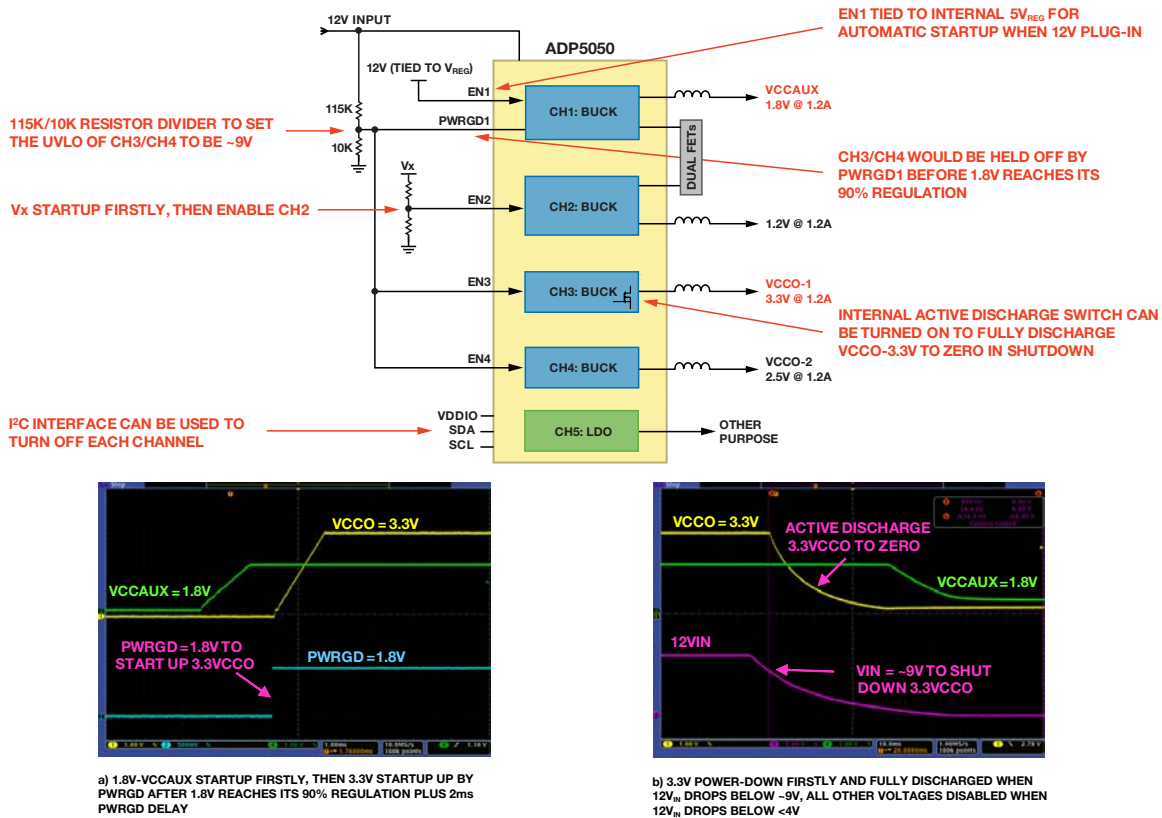 12V INPUT
EN1 TIED TO INTERNAL 5VREG FOR
AUTOMATIC STARTUP WHEN 12V PLUG-IN
ADP5050
12V (TIED TO VREG)
EN1
CH1: BUCK
VCCAUX
1.8V @ 1.2A
115K
PWRGD1
115K/10K RESISTOR DIVIDER TO SET
THE UVLO OF CH3/CH4 TO BE ~9V
10K
DUAL FETs
CH3/CH4 WOULD BE HELD OFF BY
PWRGD1 BEFORE 1.8V REACHES ITS
90% REGULATION
Vx
Vx STARTUP FIRSTLY, THEN ENABLE CH2
EN2
CH2: BUCK
1.2V @ 1.2A
EN3
CH3: BUCK
VCCO-1
3.3V @ 1.2A
INTERNAL ACTIVE DISCHARGE SWITCH CAN
BE TURNED ON TO FULLY DISCHARGE
VCCO-3.3V TO ZERO IN SHUTDOWN
EN4
CH4: BUCK
VCCO-2
2.5V @ 1.2A
I²C INTERFACE CAN BE USED TO
TURN OFF EACH CHANNEL
VDDIO
SDA
SCL
CH5: LDO
OTHER
PURPOSE
VCCO = 3.3V
VCCAUX = 1.8V
PWRGD = 1.8V TO
START UP 3.3VCCO
PWRGD = 1.8V
a) 1.8V-VCCAUX STARTUP FIRSTLY, THEN 3.3V STARTUP UP BY
PWRGD AFTER 1.8V REACHES ITS 90% REGULATION PLUS 2ms
PWRGD DELAY
VCCO = 3.3V
ACTIVE DISCHARGE
3.3VCCO TO ZERO
VCCAUX = 1.8V
12VIN
VIN = ~9V TO SHUT
DOWN 3.3VCCO
b) 3.3V POWER-DOWN FIRSTLY AND FULLY DISCHARGED WHEN
12VIN DROPS BELOW ~9V, ALL OTHER VOLTAGES DISABLED WHEN
12VIN DROPS BELOW <4V